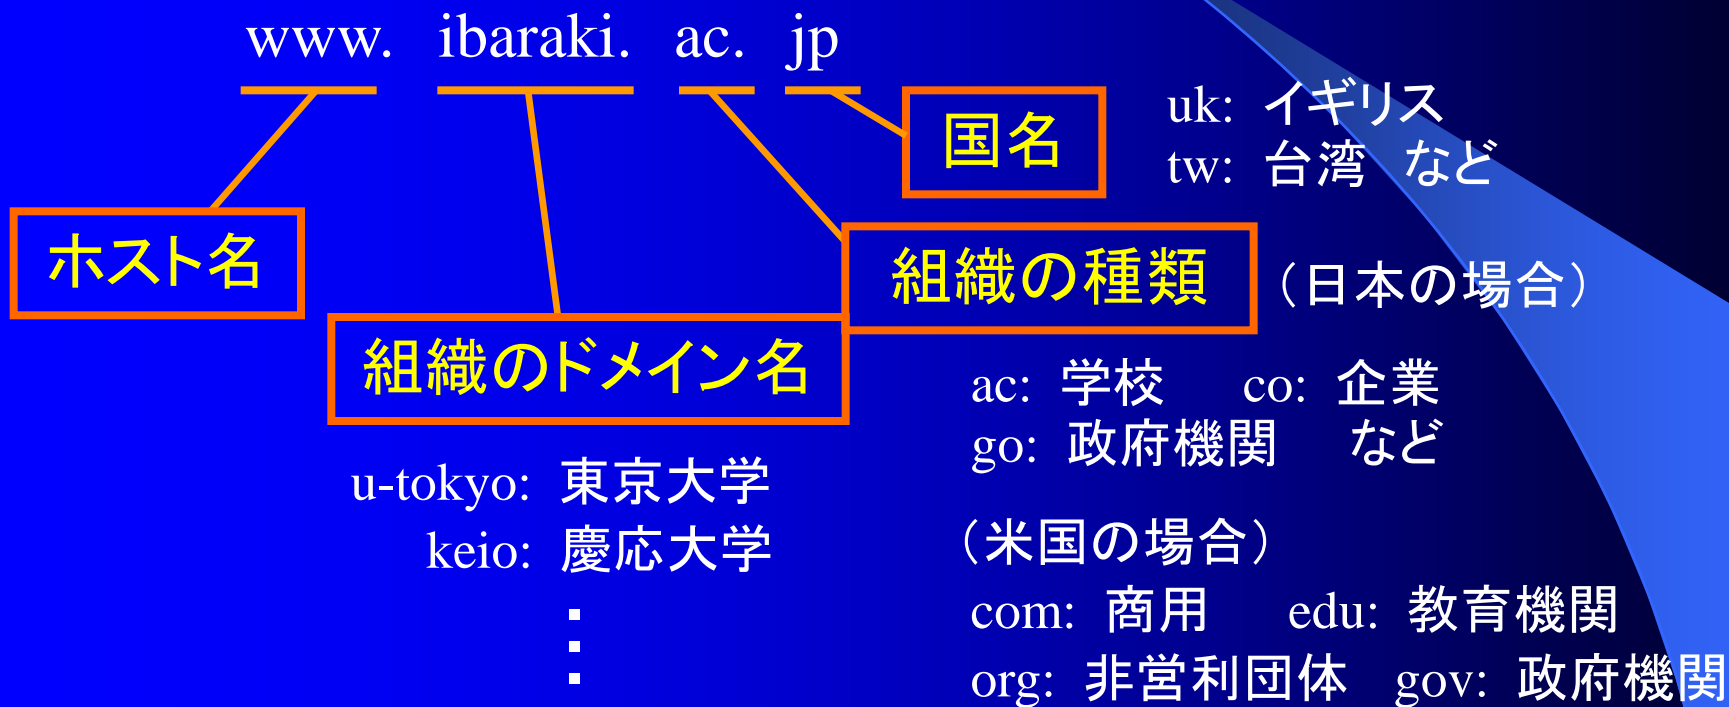 www. ibaraki. ac. jp
国名
uk: イギリス
tw: 台湾 など
ホスト名
組織の種類
(日本の場合)
組織のドメイン名
ac: 学校 co: 企業
go: 政府機関 など
u-tokyo: 東京大学
keio: 慶応大学
(米国の場合)
com: 商用 edu: 教育機関
org: 非営利団体 gov: 政府機関